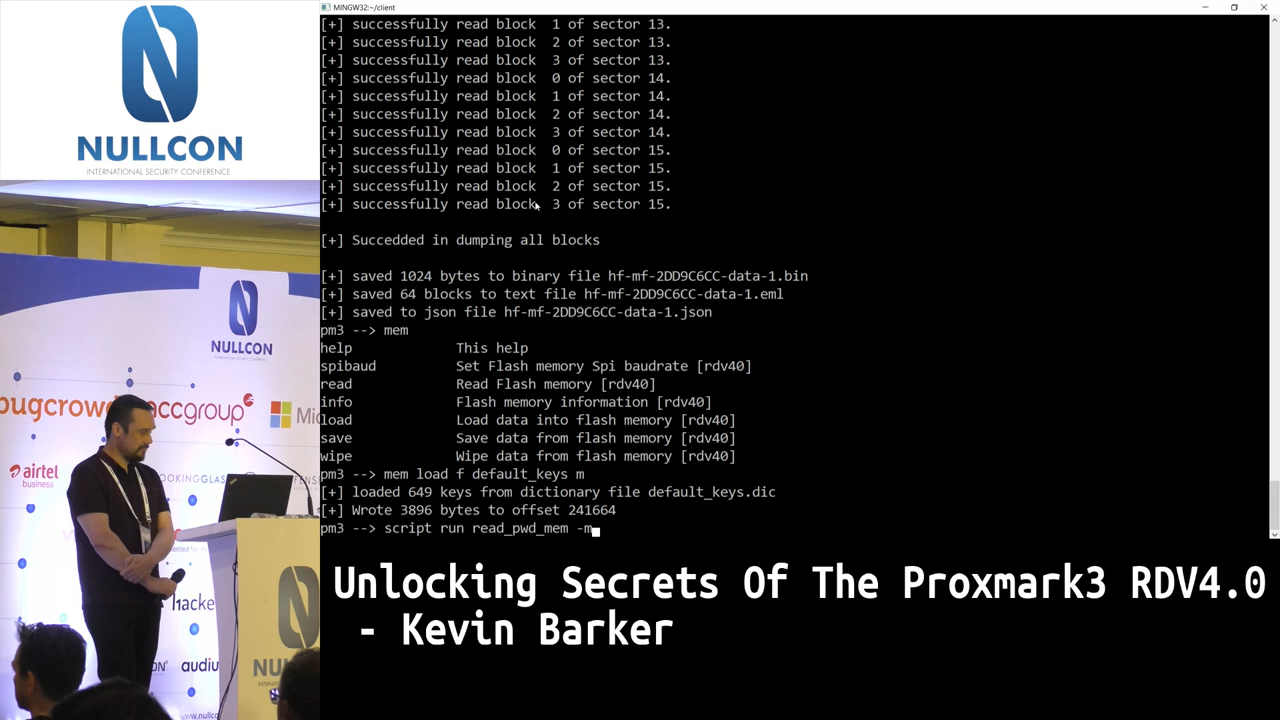 NULLCON
INTERNATIONAL SECURITY CONFERENCE
NULLCON
bugcrowd
nccgroup
airtel
business
hacke
audiu
MINGW32:~/client
[+] successfully read block  1 of sector 13.
[+] successfully read block  2 of sector 13.
[+] successfully read block  3 of sector 13.
[+] successfully read block  0 of sector 14.
[+] successfully read block  1 of sector 14.
[+] successfully read block  2 of sector 14.
[+] successfully read block  3 of sector 14.
[+] successfully read block  0 of sector 15.
[+] successfully read block  1 of sector 15.
[+] successfully read block  2 of sector 15.
[+] successfully read block  3 of sector 15.
[+] Succedded in dumping all blocks
[+] saved 1024 bytes to binary file hf-mf-2DD9C6CC-data-1.bin
[+] saved 64 blocks to text file hf-mf-2DD9C6CC-data-1.eml
[+] saved to json file hf-mf-2DD9C6CC-data-1.json
pm3 --> mem
help             This help
spibaud          Set Flash memory Spi baudrate [rdv40]
read             Read Flash memory [rdv40]
info             Flash memory information [rdv40]
load             Load data into flash memory [rdv40]
save             Save data from flash memory [rdv40]
wipe             Wipe data from flash memory [rdv40]
pm3 --> mem load f default_keys m
[+] loaded 649 keys from dictionary file default_keys.dic
[+] Wrote 3896 bytes to offset 241664
pm3 --> script run read_pwd_mem -m
Unlocking Secrets Of The Proxmark3 RDV4.0
- Kevin Barker